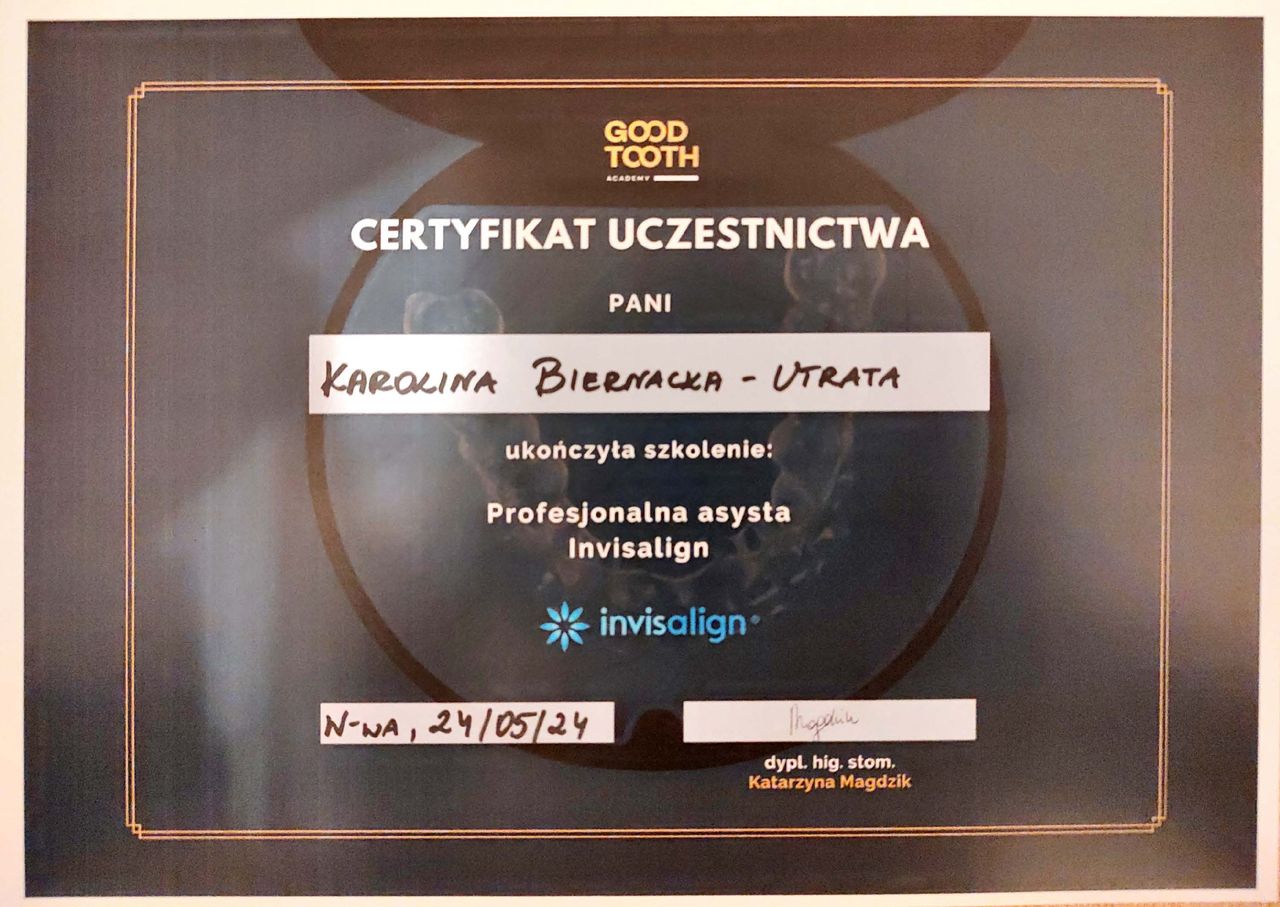 GOOD
TOOTH
ACADEMY
CERTYFIKAT UCZESTNICTWA
PANI
KAROLINA BIERNACKA - UTRATA
ukończyła szkolenie:
Profesjonalna asysta
Invisalign
invisalign
N-WA, 24/05/24
Magdzik
dypl. hig. stom.
Katarzyna Magdzik